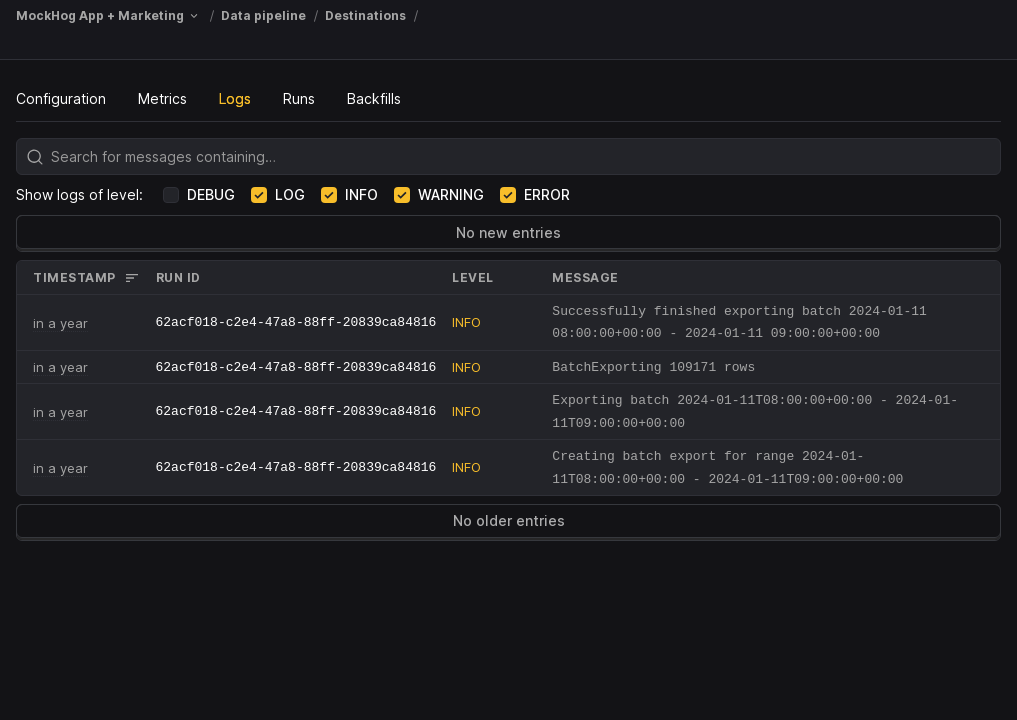 MockHog App + Marketing / Data pipeline / Destinations /
Configuration Metrics Logs Runs Backfills
Search for messages containing…
Show logs of level: DEBUG LOG INFO WARNING ERROR
No new entries
TIMESTAMP RUN ID LEVEL MESSAGE
in a year 62acf018-c2e4-47a8-88ff-20839ca84816 INFO Successfully finished exporting batch 2024-01-11
08:00:00+00:00 - 2024-01-11 09:00:00+00:00
in a year 62acf018-c2e4-47a8-88ff-20839ca84816 INFO BatchExporting 109171 rows
in a year 62acf018-c2e4-47a8-88ff-20839ca84816 INFO Exporting batch 2024-01-11T08:00:00+00:00 - 2024-01-
11T09:00:00+00:00
in a year 62acf018-c2e4-47a8-88ff-20839ca84816 INFO Creating batch export for range 2024-01-
11T08:00:00+00:00 - 2024-01-11T09:00:00+00:00
No older entries